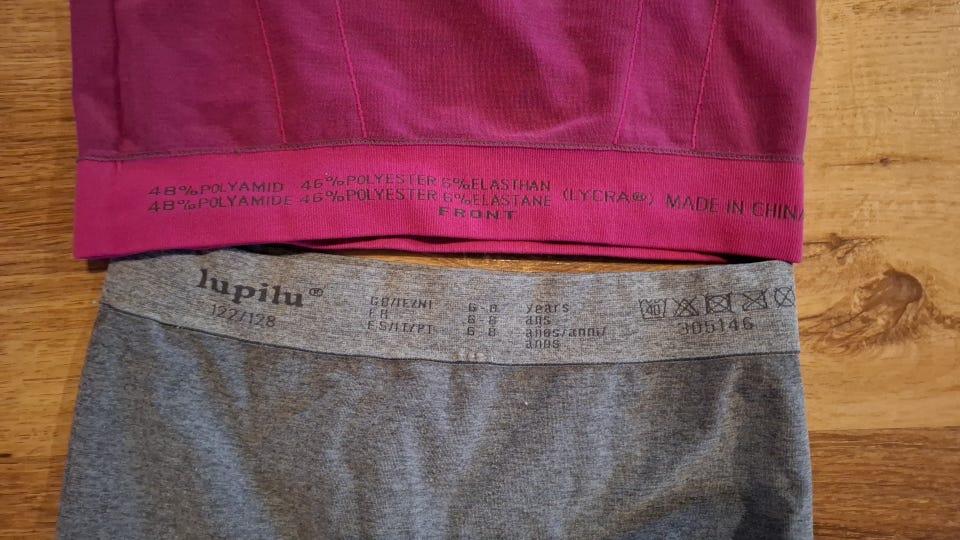 48%POLYAMID 46%POLYESTER 6%ELASTHAN (LYCRA®) MADE IN CHINA
48%POLYAMIDE 46%POLYESTER 6%ELASTANE
FRONT
lupilu®
122/128
GB/IE/NI 6-8 years
FR 6-8 ans
ES/IT/PT 6-8 años/anni/
anos
40
305146